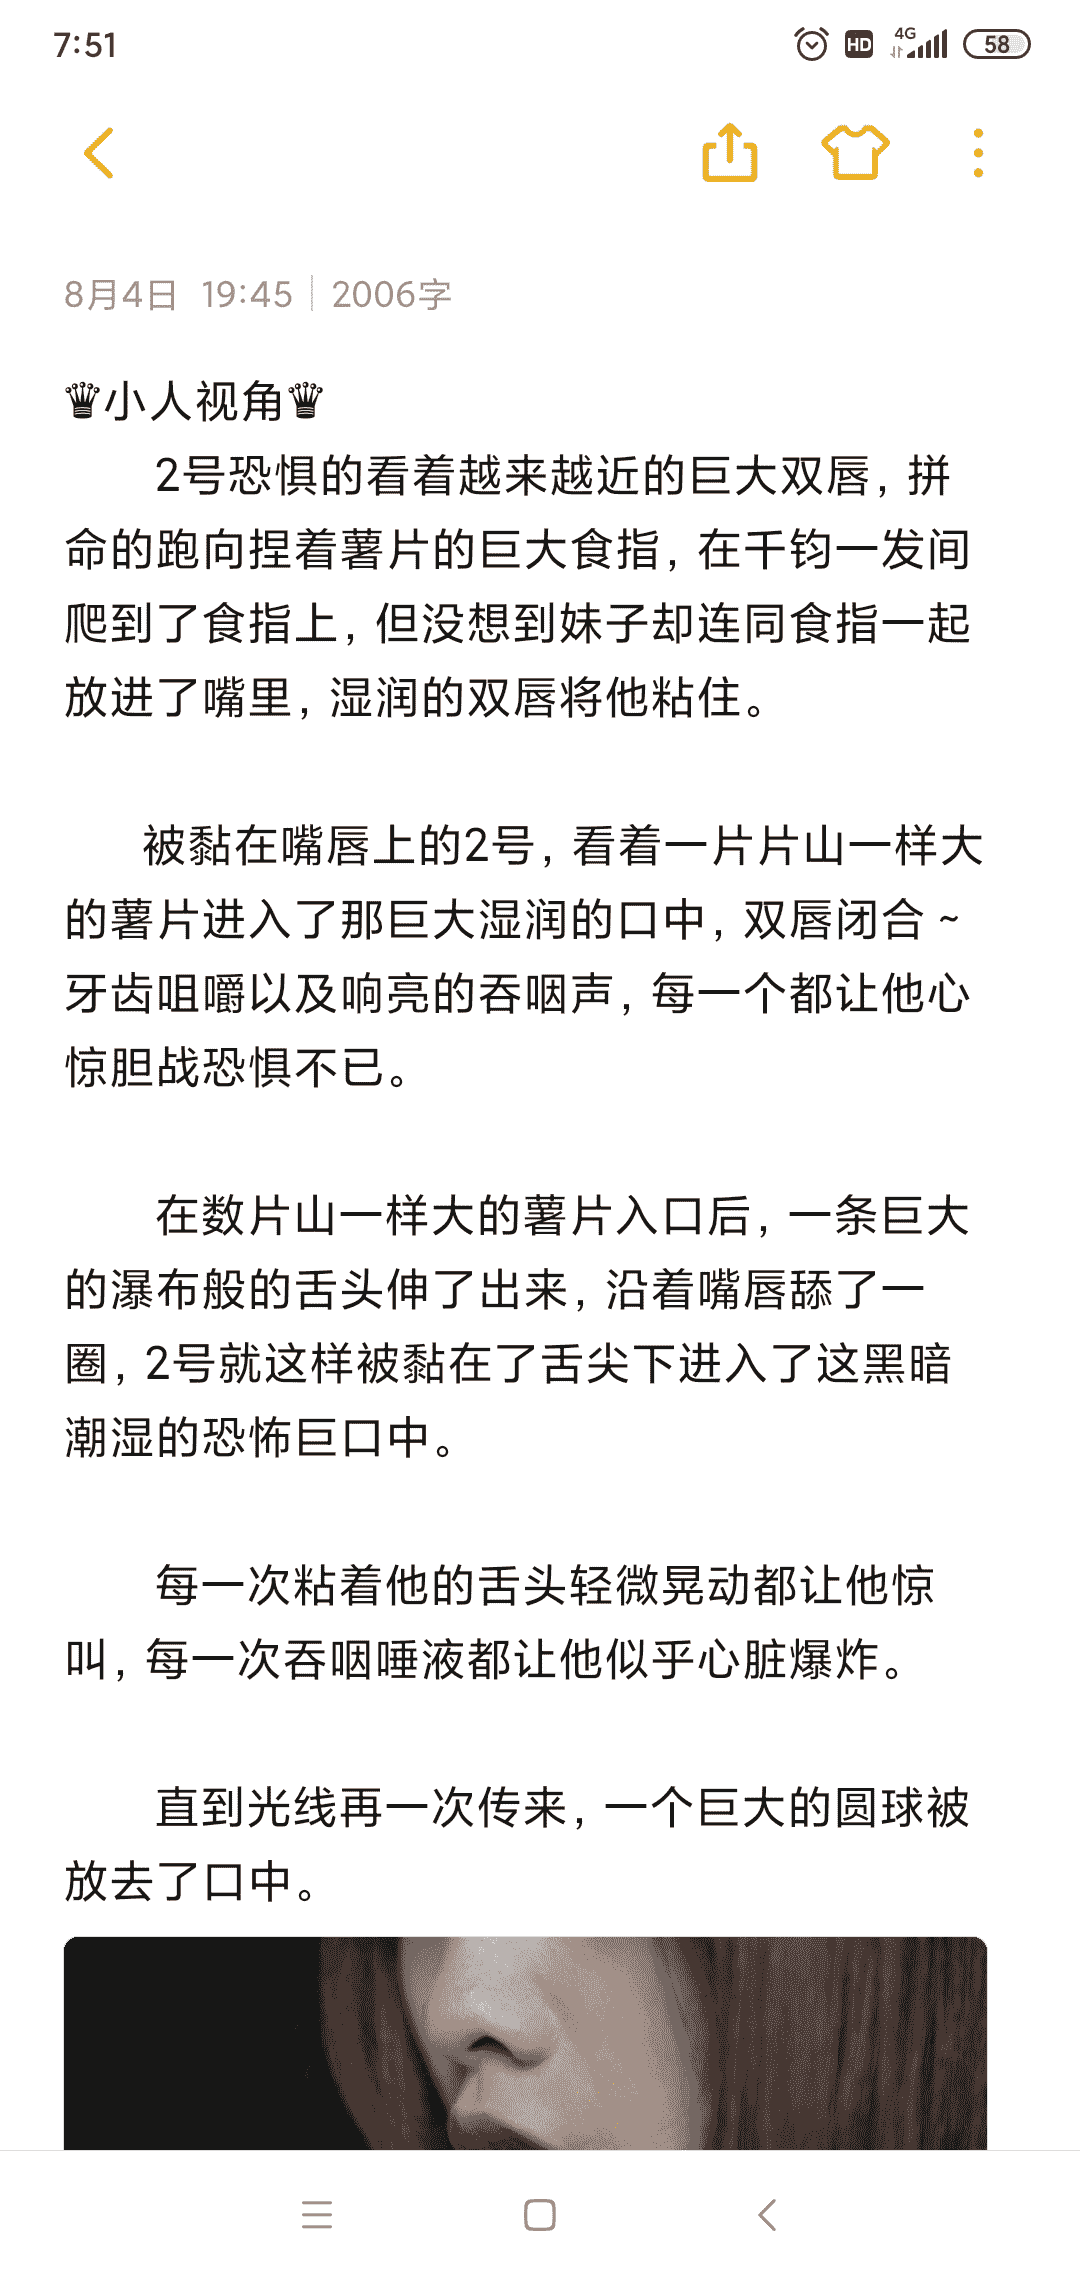 7:51
HD 4G 58
8月4日 19:45 | 2006字
♛小人视角♛
2号恐惧的看着越来越近的巨大双唇，拼
命的跑向捏着薯片的巨大食指，在千钧一发间
爬到了食指上，但没想到妹子却连同食指一起
放进了嘴里，湿润的双唇将他粘住。
被黏在嘴唇上的2号，看着一片片山一样大
的薯片进入了那巨大湿润的口中，双唇闭合 ~
牙齿咀嚼以及响亮的吞咽声，每一个都让他心
惊胆战恐惧不已。
在数片山一样大的薯片入口后，一条巨大
的瀑布般的舌头伸了出来，沿着嘴唇舔了一
圈，2号就这样被黏在了舌尖下进入了这黑暗
潮湿的恐怖巨口中。
每一次粘着他的舌头轻微晃动都让他惊
叫，每一次吞咽唾液都让他似乎心脏爆炸。
直到光线再一次传来，一个巨大的圆球被
放去了口中。